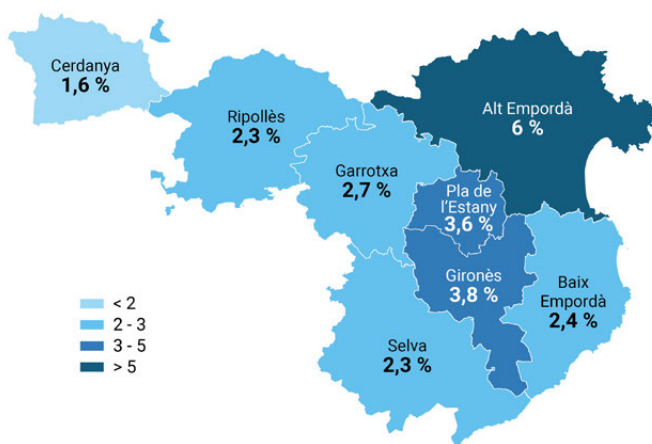 Cerdanya
1,6 %
Ripollès
2,3 %
Alt Empordà
6 %
Garrotxa
2,7 %
Pla de
l'Estany
3,6 %
Gironès
3,8 %
Baix
Empordà
2,4 %
Selva
2,3 %
< 2
2 - 3
3 - 5
> 5